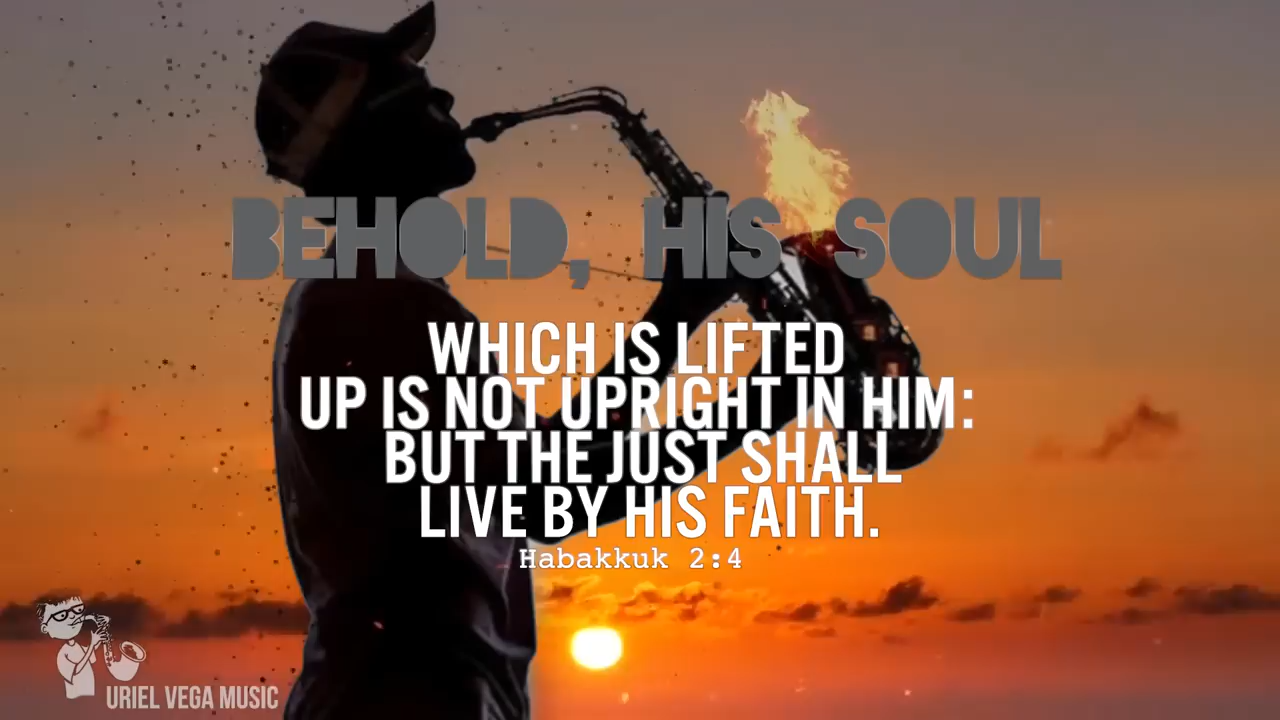 BEHOLD, HIS SOUL
WHICH IS LIFTED
UP IS NOT UPRIGHT IN HIM:
BUT THE JUST SHALL
LIVE BY HIS FAITH.
Habakkuk 2:4
URIEL VEGA MUSIC